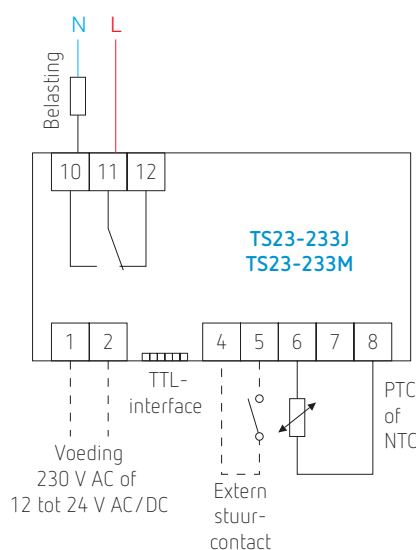 N L
Belasting
10 11 12
TS23-233J
TS23-233M
1 2 4 5 6 7 8
TTL-
interface
PTC
of
NTC
Voeding
230 V AC of
12 tot 24 V AC/DC
Extern
stuur-
contact